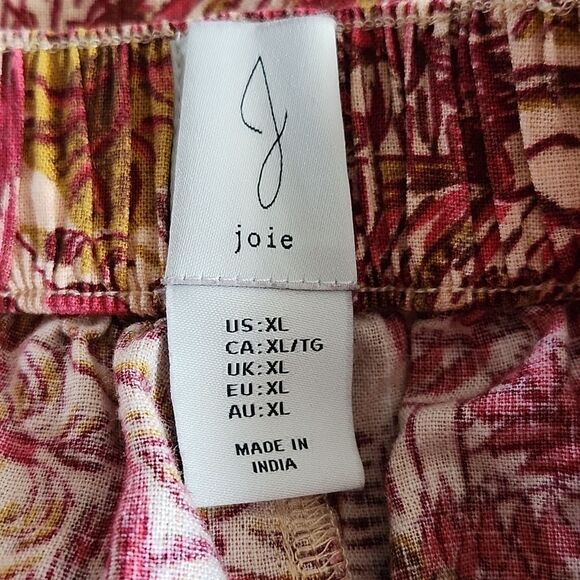 J
joie
US:XL
CA:XL/TG
UK:XL
EU:XL
AU:XL
MADE IN
INDIA